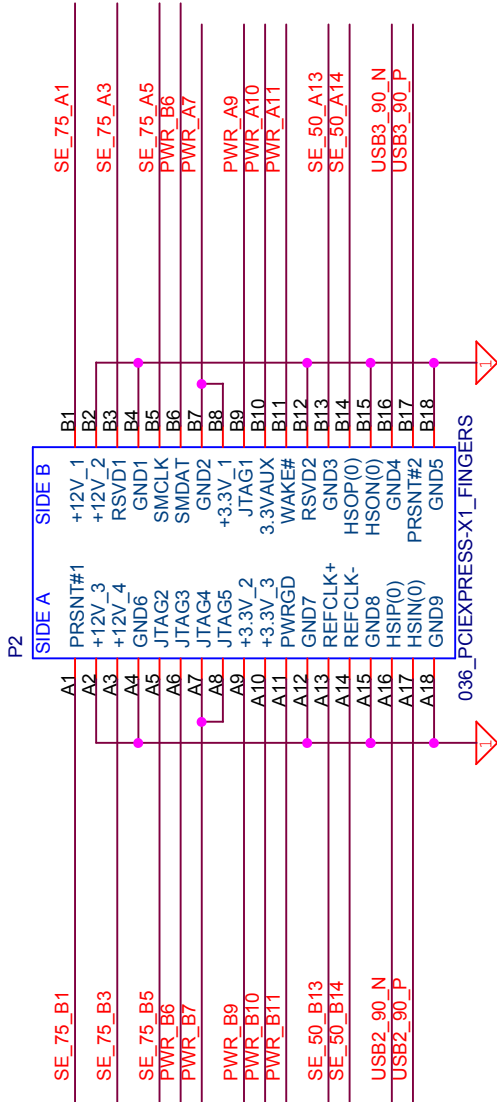 P2
SIDE A
SIDE B
SE_75_B1
A1
PRSNT#1
+12V_1
B1
SE_75_A1
A2
+12V_3
+12V_2
B2
SE_75_B3
A3
+12V_4
RSVD1
B3
SE_75_A3
A4
GND6
GND1
B4
SE_75_B5
A5
JTAG2
SMCLK
B5
SE_75_A5
PWR_B6
A6
JTAG3
SMDAT
B6
PWR_B6
PWR_B7
A7
JTAG4
GND2
B7
PWR_A7
A8
JTAG5
+3.3V_1
B8
PWR_B9
A9
+3.3V_2
JTAG1
B9
PWR_A9
PWR_B10
A10
+3.3V_3
3.3VAUX
B10
PWR_A10
PWR_B11
A11
PWRGD
WAKE#
B11
PWR_A11
A12
GND7
RSVD2
B12
SE_50_B13
A13
REFCLK+
GND3
B13
SE_50_A13
SE_50_B14
A14
REFCLK-
HSOP(0)
B14
SE_50_A14
A15
GND8
HSON(0)
B15
USB2_90_N
A16
HSIP(0)
GND4
B16
USB3_90_N
USB2_90_P
A17
HSIN(0)
PRSNT#2
B17
USB3_90_P
A18
GND9
GND5
B18
036_PCIEXPRESS-X1_FINGERS
1
1